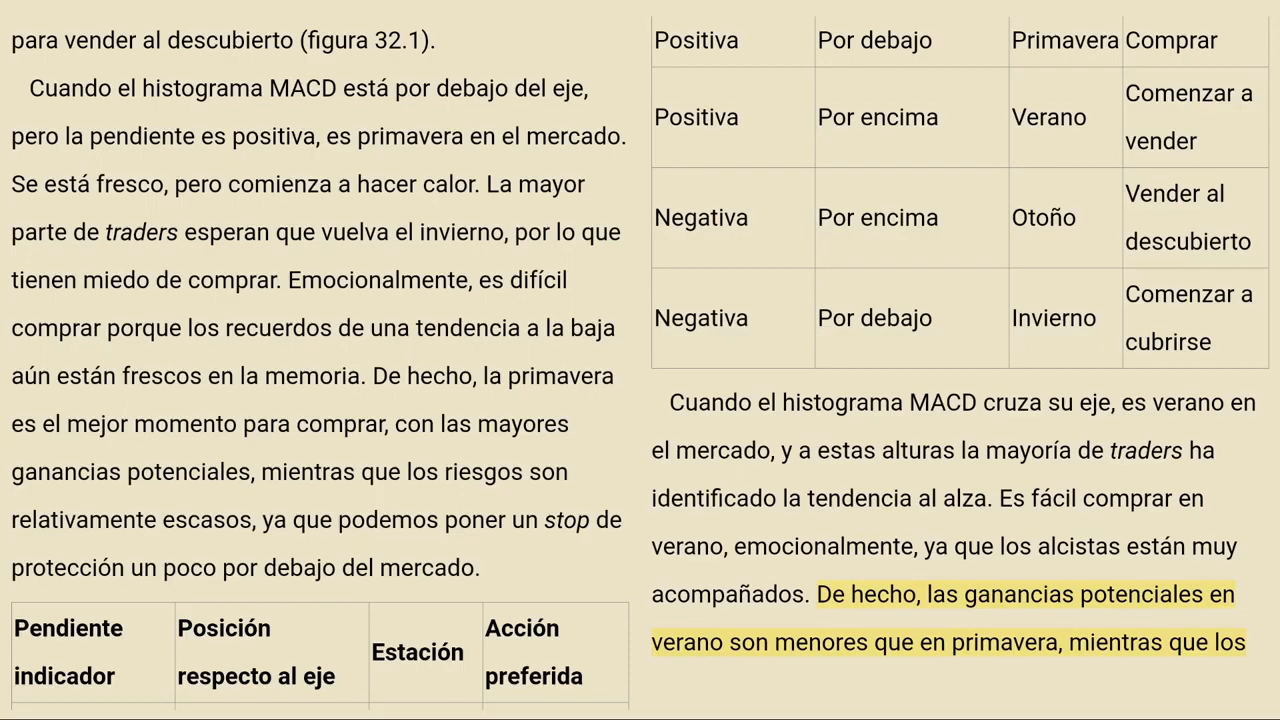 para vender al descubierto (figura 32.1).
Cuando el histograma MACD está por debajo del eje,
pero la pendiente es positiva, es primavera en el mercado.
Se está fresco, pero comienza a hacer calor. La mayor
parte de traders esperan que vuelva el invierno, por lo que
tienen miedo de comprar. Emocionalmente, es difícil
comprar porque los recuerdos de una tendencia a la baja
aún están frescos en la memoria. De hecho, la primavera
es el mejor momento para comprar, con las mayores
ganancias potenciales, mientras que los riesgos son
relativamente escasos, ya que podemos poner un stop de
protección un poco por debajo del mercado.
Pendiente indicador Posición respecto al eje Estación Acción preferida
Positiva Por debajo Primavera Comprar
Positiva Por encima Verano Comenzar a vender
Negativa Por encima Otoño Vender al descubierto
Negativa Por debajo Invierno Comenzar a cubrirse
Cuando el histograma MACD cruza su eje, es verano en
el mercado, y a estas alturas la mayoría de traders ha
identificado la tendencia al alza. Es fácil comprar en
verano, emocionalmente, ya que los alcistas están muy
acompañados. De hecho, las ganancias potenciales en
verano son menores que en primavera, mientras que los